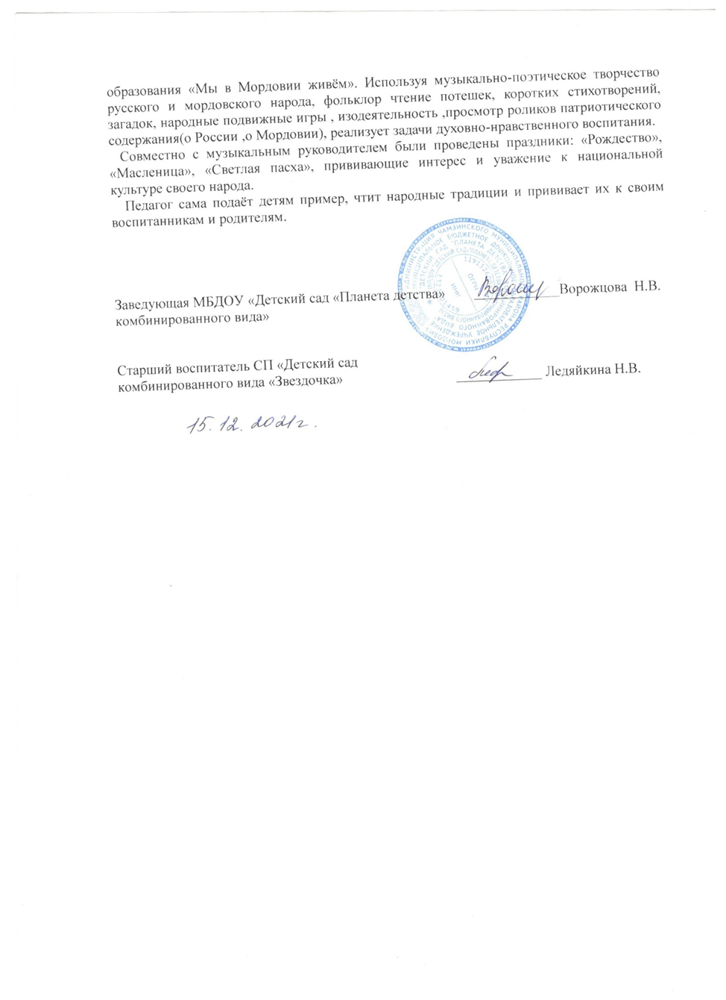 образования «Мы в Мордовии живём». Используя музыкально-поэтическое творчество
русского и мордовского народа, фольклор чтение потешек, коротких стихотворений,
загадок, народные подвижные игры , изодеятельность ,просмотр роликов патриотического
содержания(о России ,о Мордовии), реализует задачи духовно-нравственного воспитания.
Совместно с музыкальным руководителем были проведены праздники: «Рождество»,
«Масленица», «Светлая пасха», прививающие интерес и уважение к национальной
культуре своего народа.
Педагог сама подаёт детям пример, чтит народные традиции и прививает их к своим
воспитанникам и родителям.
Заведующая МБДОУ «Детский сад «Планета детства» Ворожцова Н.В.
комбинированного вида»
Старший воспитатель СП «Детский сад
комбинированного вида «Звездочка» Ледяйкина Н.В.
15.12.2021г.